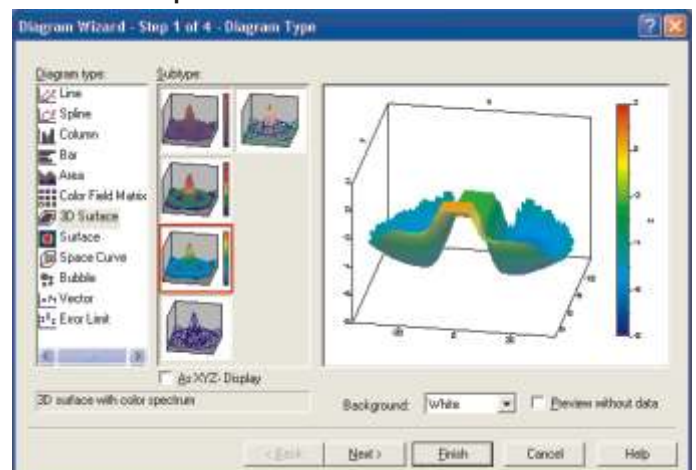 Diagram Wizard - Step 1 of 4 - Diagram Type
Diagram type:
Subtype:
Line
Spline
Column
Bar
Area
Color Field Matrix
3D Surface
Surface
Space Curve
Bubble
Vector
Error Limit
As XYZ- Display
3D surface with color spectrum
Background:
White
Preview without data
< Back
Next >
Finish
Cancel
Help